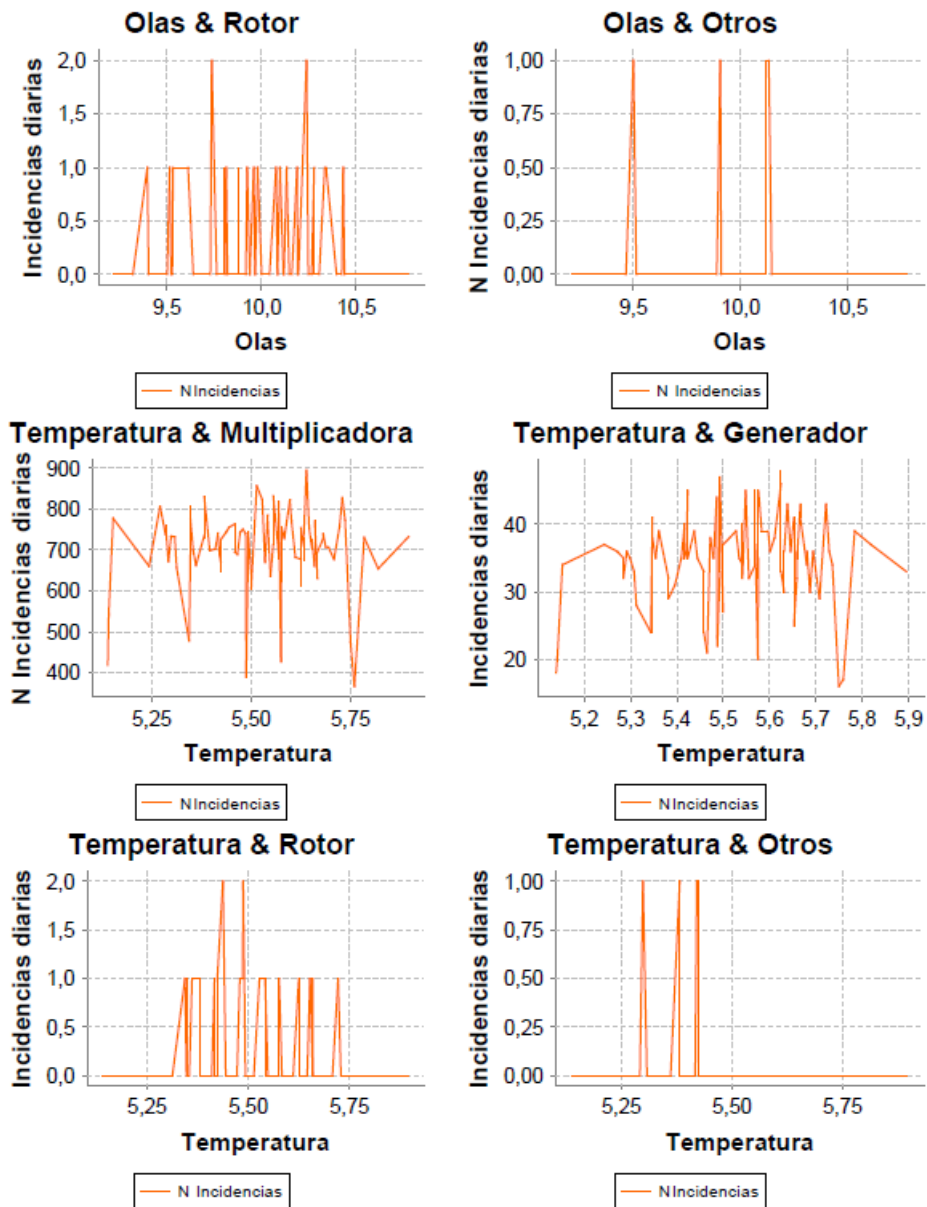 Olas & Rotor
Incidencias diarias
2,0
1,5
1,0
0,5
0,0
9,5 10,0 10,5
Olas
N Incidencias
Olas & Otros
N Incidencias diarias
1,00
0,75
0,50
0,25
0,00
9,5 10,0 10,5
Olas
N Incidencias
Temperatura & Multiplicadora
N Incidencias diarias
900
800
700
600
500
400
5,25 5,50 5,75
Temperatura
N Incidencias
Temperatura & Generador
Incidencias diarias
40
30
20
5,2 5,3 5,4 5,5 5,6 5,7 5,8 5,9
Temperatura
N Incidencias
Temperatura & Rotor
Incidencias diarias
2,0
1,5
1,0
0,5
0,0
5,25 5,50 5,75
Temperatura
N Incidencias
Temperatura & Otros
Incidencias diarias
1,00
0,75
0,50
0,25
0,00
5,25 5,50 5,75
Temperatura
N Incidencias